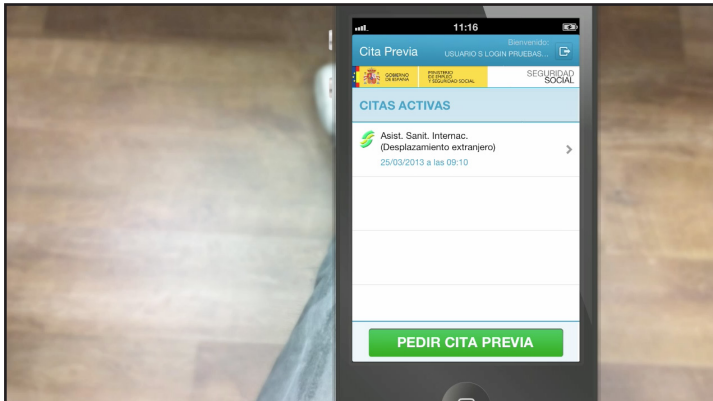 11:16
Cita Previa
Bienvenido:
USUARIO S LOGIN PRUEBAS...
GOBIERNO
DE ESPAÑA
MINISTERIO
DE EMPLEO
Y SEGURIDAD SOCIAL
SEGURIDAD
SOCIAL
CITAS ACTIVAS
Asist. Sanit. Internac.
(Desplazamiento extranjero)
25/03/2013 a las 09:10
PEDIR CITA PREVIA